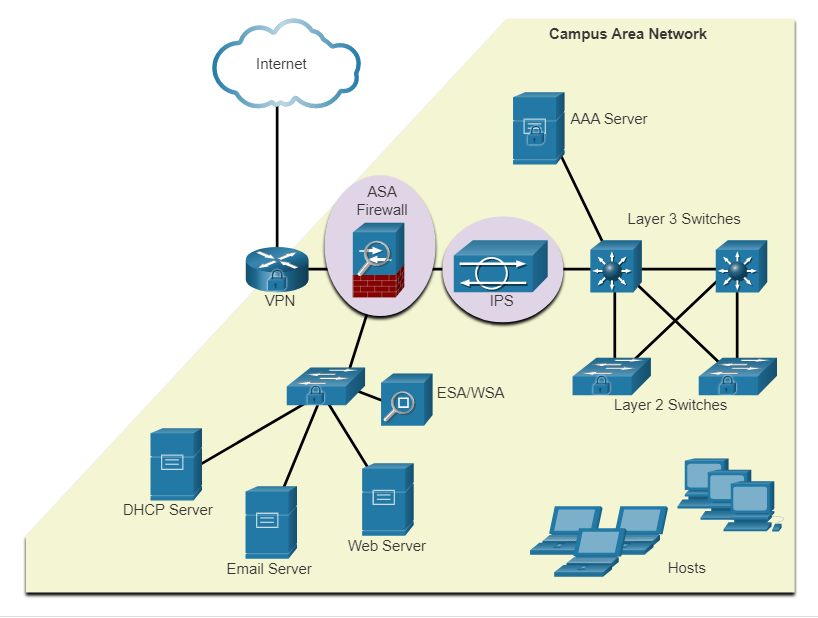 Campus Area Network
Internet
AAA Server
ASA
Firewall
Layer 3 Switches
VPN
IPS
ESA/WSA
Layer 2 Switches
DHCP Server
Web Server
Email Server
Hosts